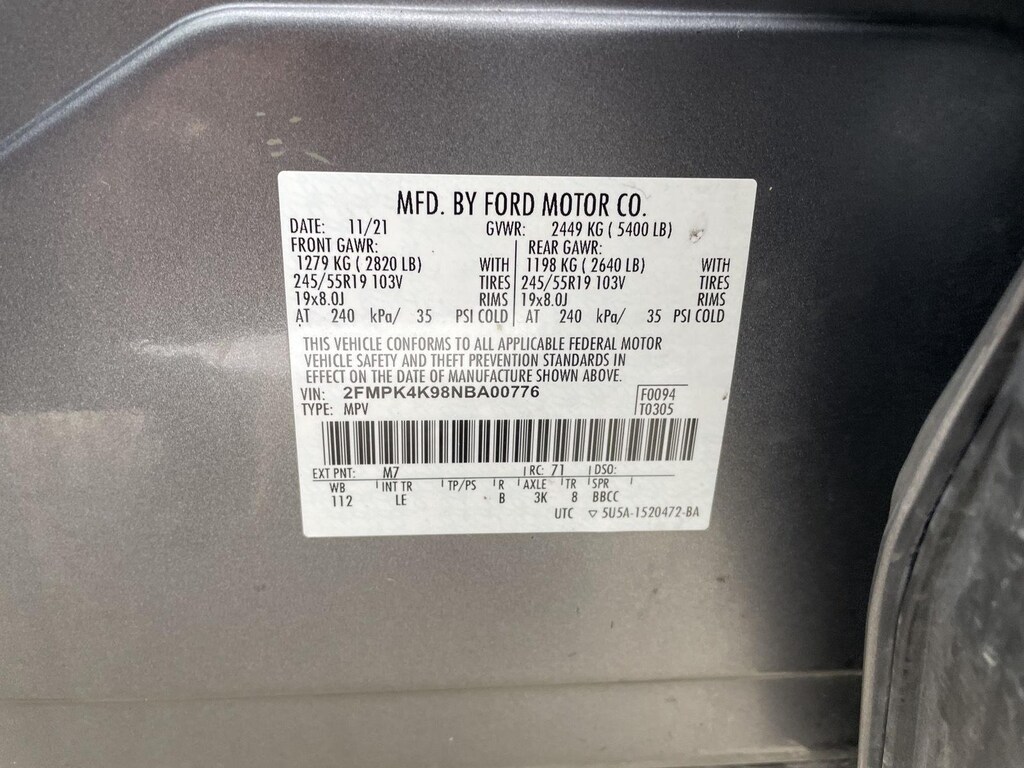 MFD. BY FORD MOTOR CO.
DATE: 11/21 GVWR: 2449 KG ( 5400 LB)
FRONT GAWR: REAR GAWR:
1279 KG ( 2820 LB) WITH 1198 KG ( 2640 LB) WITH
245/55R19 103V TIRES 245/55R19 103V TIRES
19x8.0J RIMS 19x8.0J RIMS
AT 240 kPa/ 35 PSI COLD AT 240 kPa/ 35 PSI COLD
THIS VEHICLE CONFORMS TO ALL APPLICABLE FEDERAL MOTOR
VEHICLE SAFETY AND THEFT PREVENTION STANDARDS IN
EFFECT ON THE DATE OF MANUFACTURE SHOWN ABOVE.
VIN: 2FMPK4K98NBA00776 F0094
TYPE: MPV T0305
EXT PNT: M7 RC: 71 DSO:
WB INT TR TP/PS R AXLE TR SPR
112 LE B 3K 8 BBCC
UTC ▽ 5U5A-1520472-BA